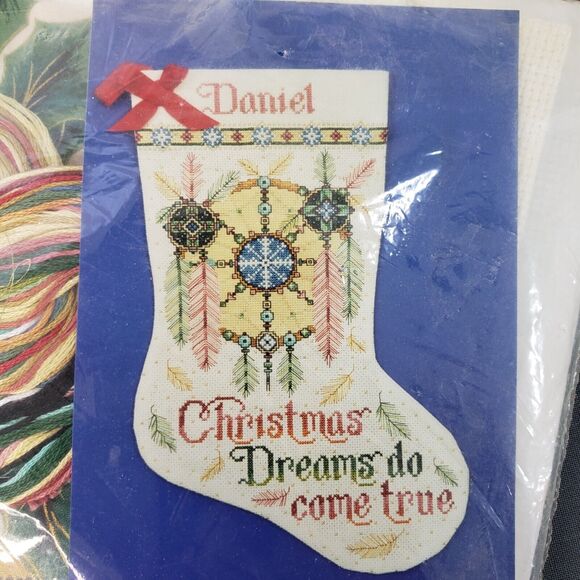 Daniel
Christmas
Dreams do
come true